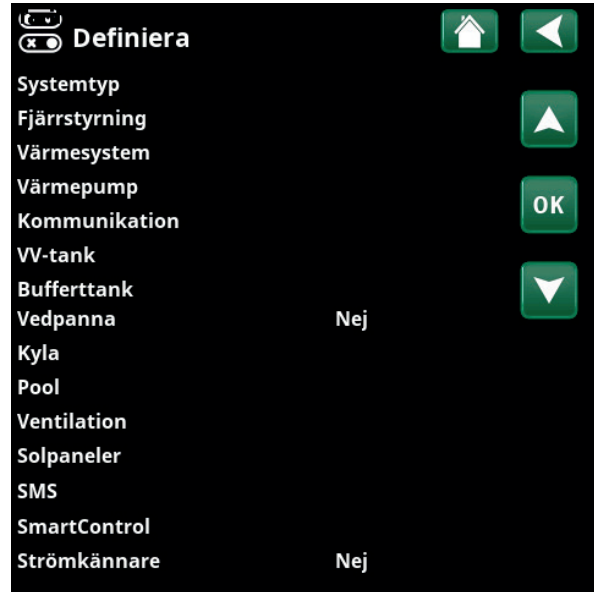 Definiera
Systemtyp
Fjärrstyrning
Värmesystem
Värmepump
OK
Kommunikation
VV-tank
Bufferttank
Vedpanna Nej
Kyla
Pool
Ventilation
Solpaneler
SMS
SmartControl
Strömkännare Nej